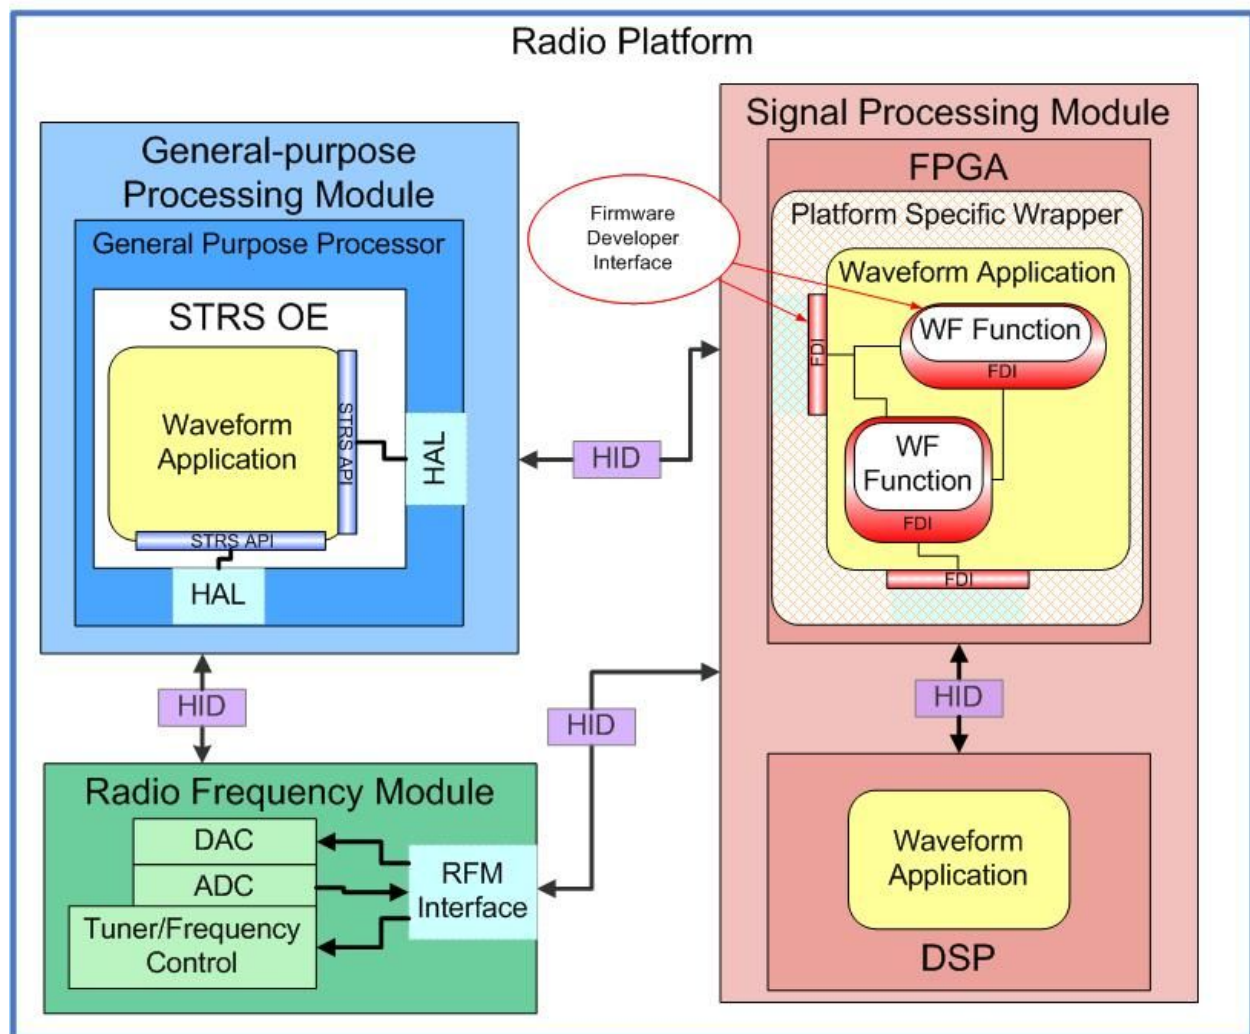 Radio Platform
General-purpose
Processing Module
General Purpose Processor
STRS OE
Waveform
Application
STRS API
STRS API
HAL
HAL
HID
Firmware
Developer
Interface
Signal Processing Module
FPGA
Platform Specific Wrapper
Waveform Application
WF Function
FDI
FDI
WF
Function
FDI
FDI
HID
HID
HID
Radio Frequency Module
DAC
ADC
Tuner/Frequency
Control
RFM
Interface
Waveform
Application
DSP